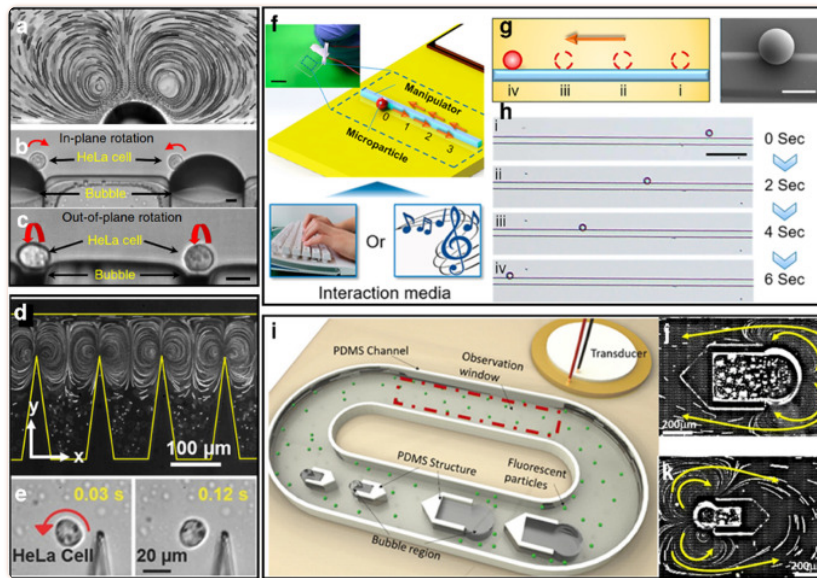 a
b
In-plane rotation
HeLa cell
Bubble
c
Out-of-plane rotation
HeLa cell
Bubble
d
y
x
100 µm
e
0.03 s
0.12 s
HeLa Cell
20 µm
f
Manipulator
Microparticle
0
1
2
3
Or
Interaction media
g
iv
iii
ii
i
h
i
0 Sec
ii
2 Sec
iii
4 Sec
iv
6 Sec
i
PDMS Channel
Observation
window
Transducer
PDMS Structure
Fluorescent
particles
Bubble region
j
200µm
k
200µm